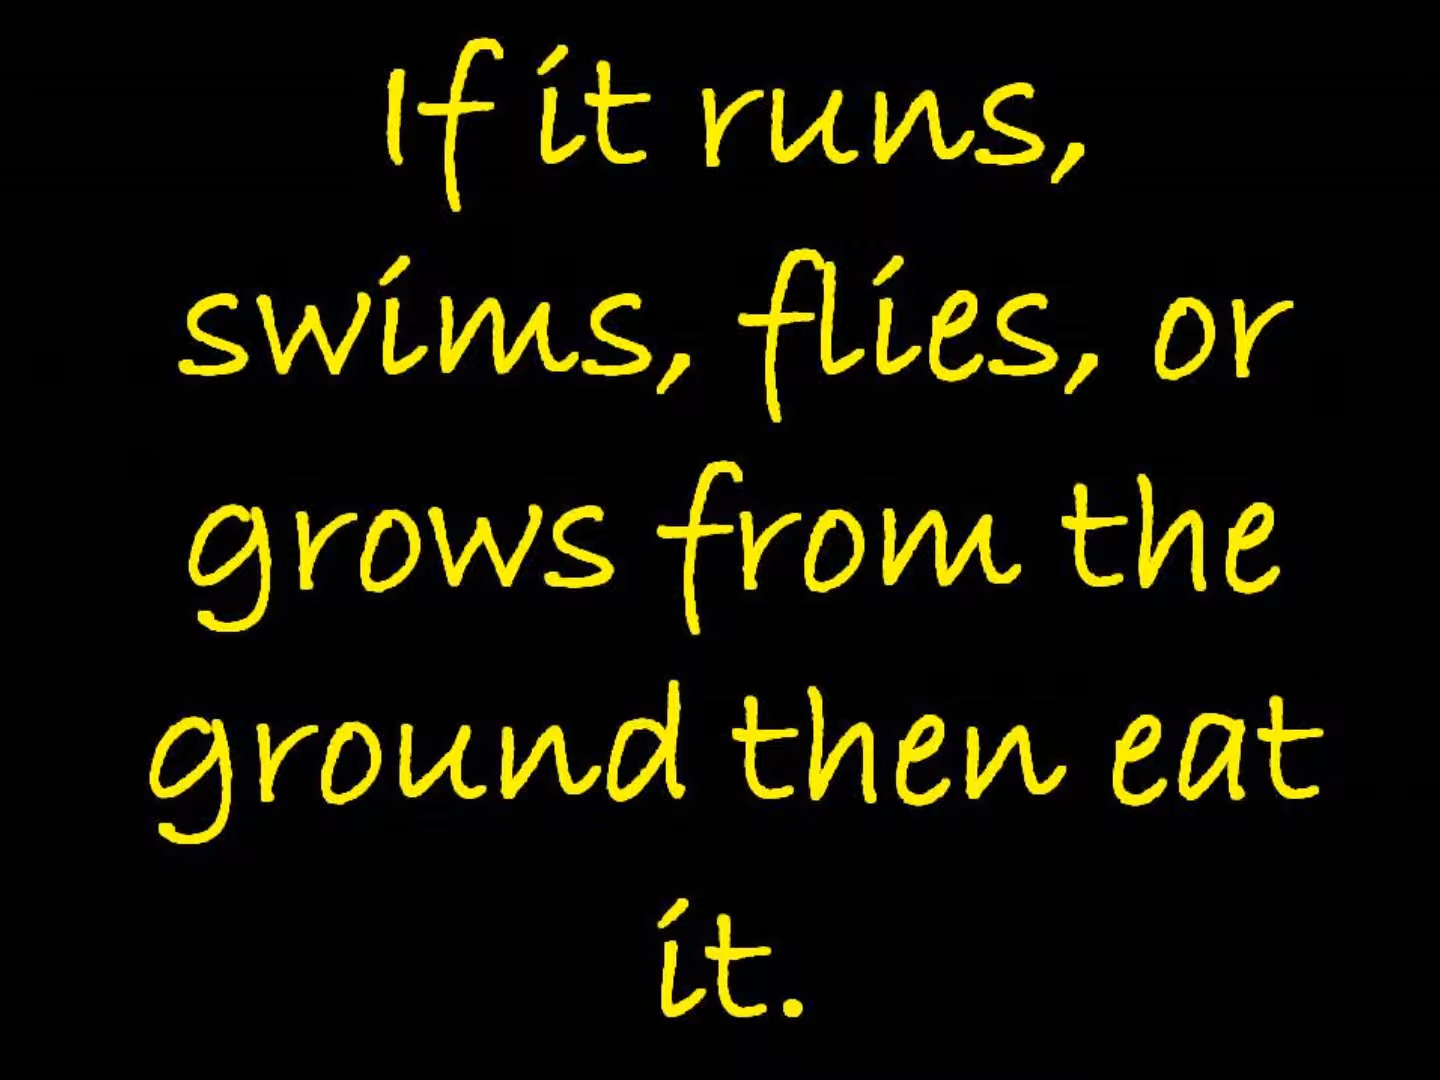 If it runs,
swims, flies, or
grows from the
ground then eat
it.